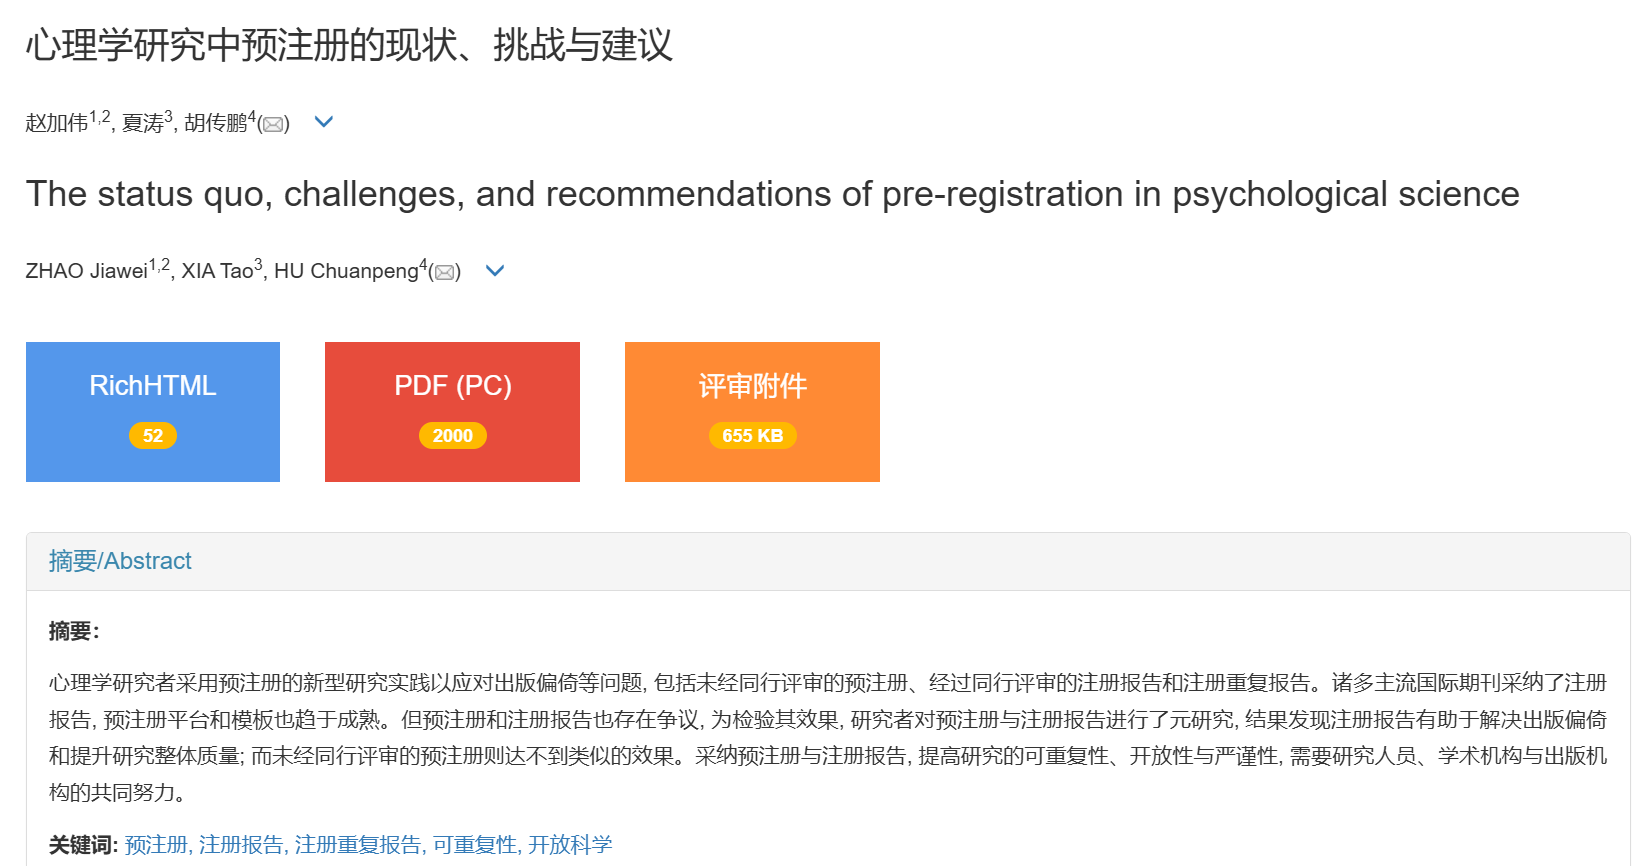 心理学研究中预注册的现状、挑战与建议
赵加伟1,2, 夏涛3, 胡传鹏4(✉)
The status quo, challenges, and recommendations of pre-registration in psychological science
ZHAO Jiawei1,2, XIA Tao3, HU Chuanpeng4(✉)
RichHTML
52
PDF (PC)
2000
评审附件
655 KB
摘要/Abstract
摘要：
心理学研究者采用预注册的新型研究实践以应对出版偏倚等问题, 包括未经同行评审的预注册、经过同行评审的注册报告和注册重复报告。诸多主流国际期刊采纳了注册
报告, 预注册平台和模板也趋于成熟。但预注册和注册报告也存在争议, 为检验其效果, 研究者对预注册与注册报告进行了元研究, 结果发现注册报告有助于解决出版偏倚
和提升研究整体质量; 而未经同行评审的预注册则达不到类似的效果。采纳预注册与注册报告, 提高研究的可重复性、开放性与严谨性, 需要研究人员、学术机构与出版机
构的共同努力。
关键词: 预注册, 注册报告, 注册重复报告, 可重复性, 开放科学